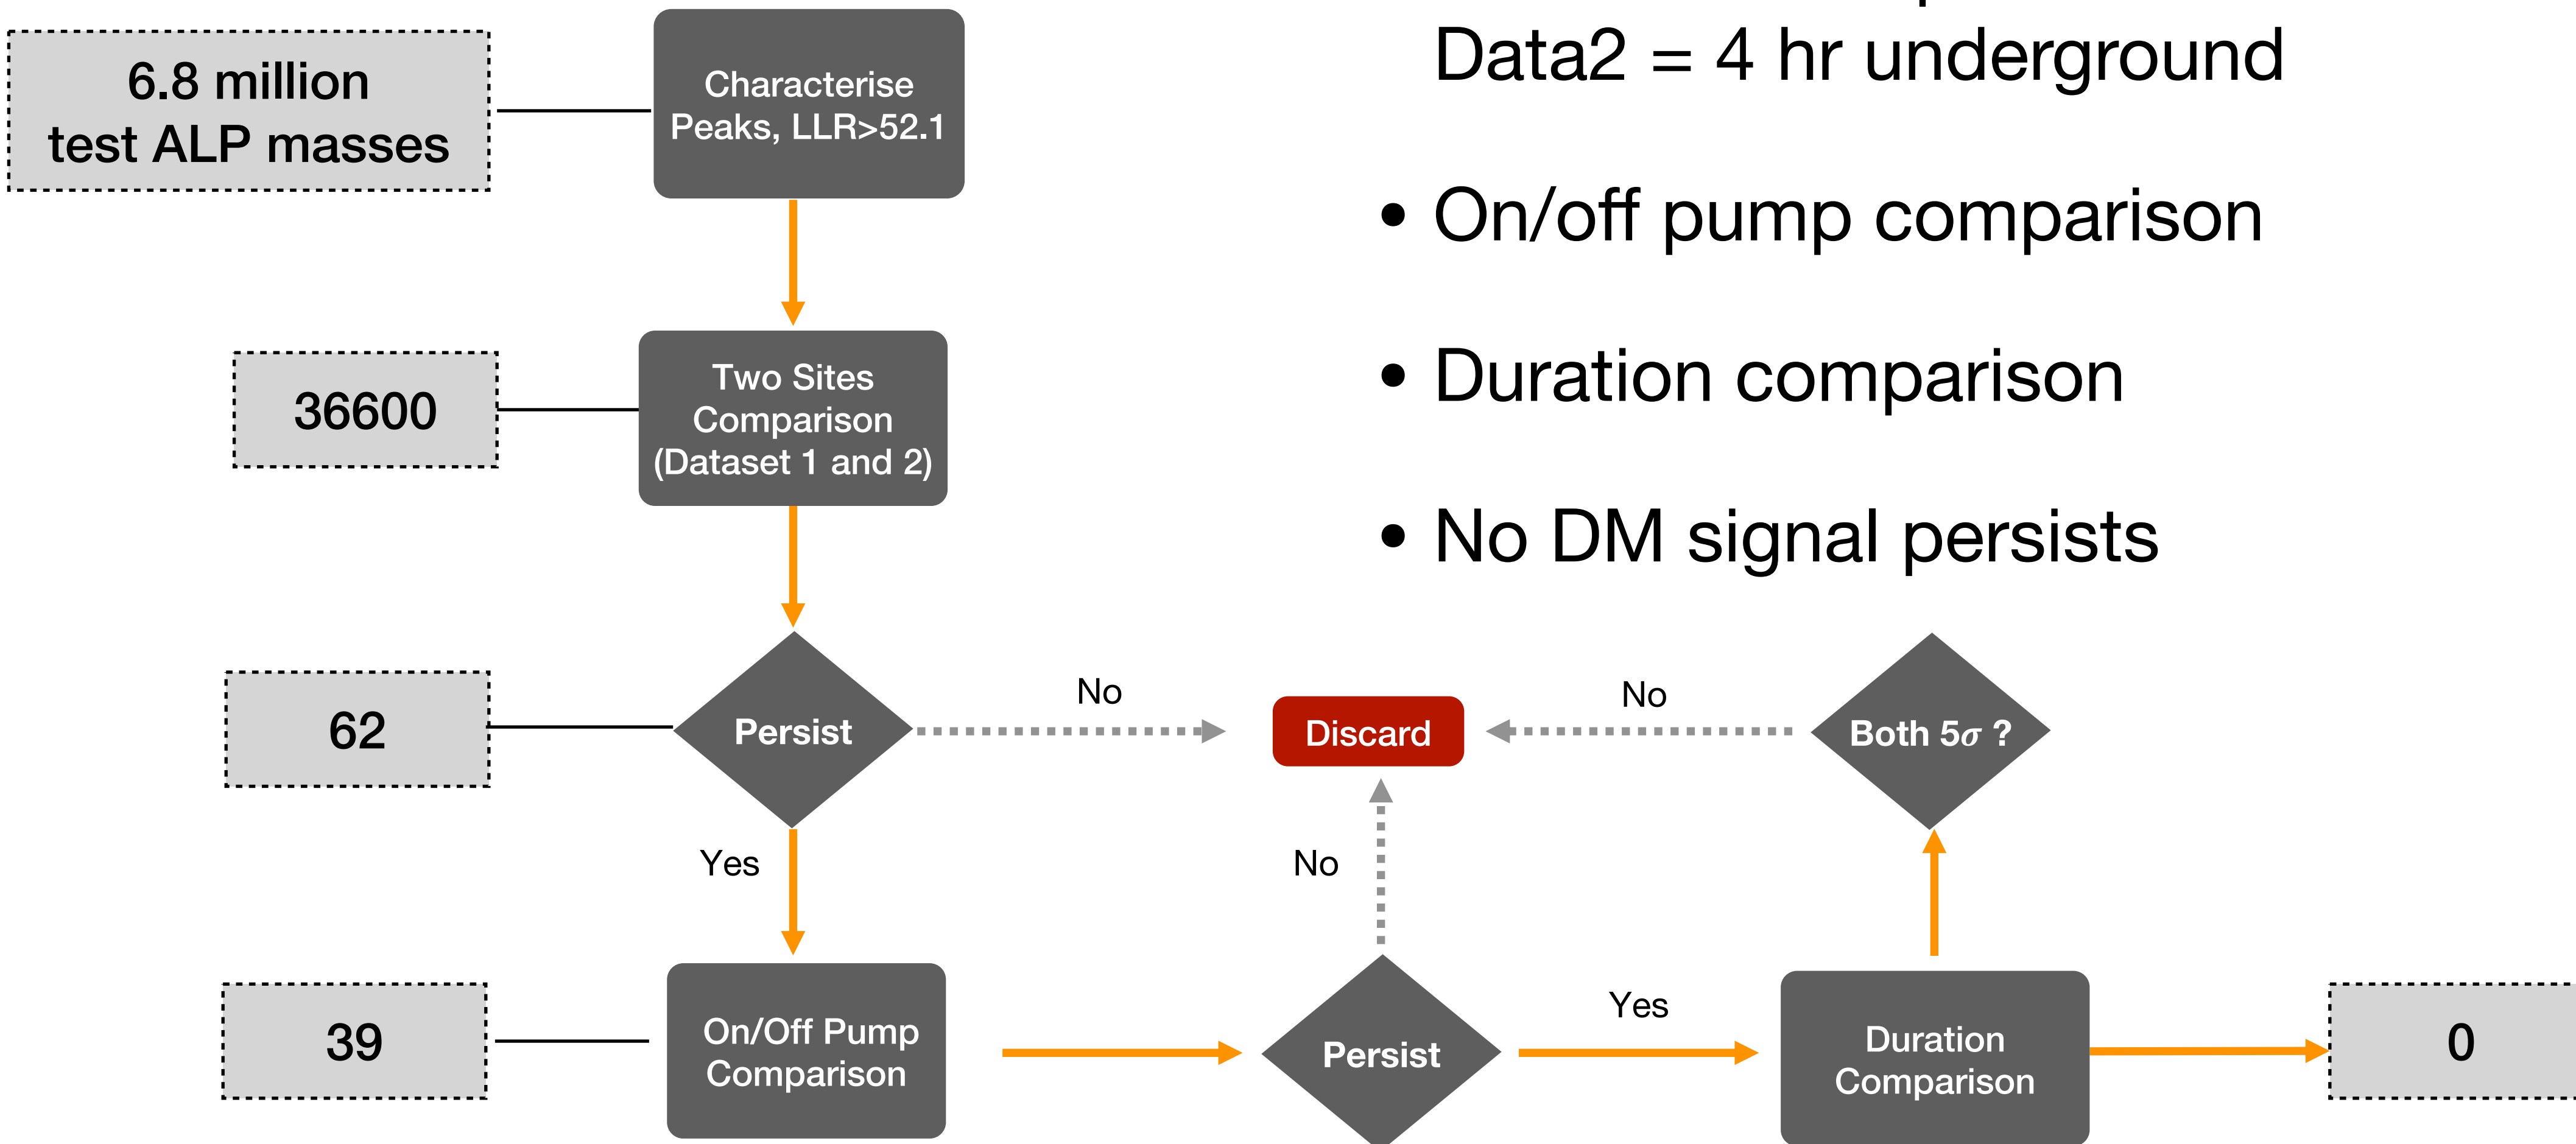 6.8 million
test ALP masses
Characterise
Peaks, LLR>52.1
Data2 = 4 hr underground
• On/off pump comparison
• Duration comparison
• No DM signal persists
36600
Two Sites
Comparison
(Dataset 1 and 2)
62
Persist
No
Discard
No
Both 5σ ?
Yes
No
39
On/Off Pump
Comparison
Persist
Yes
Duration
Comparison
0